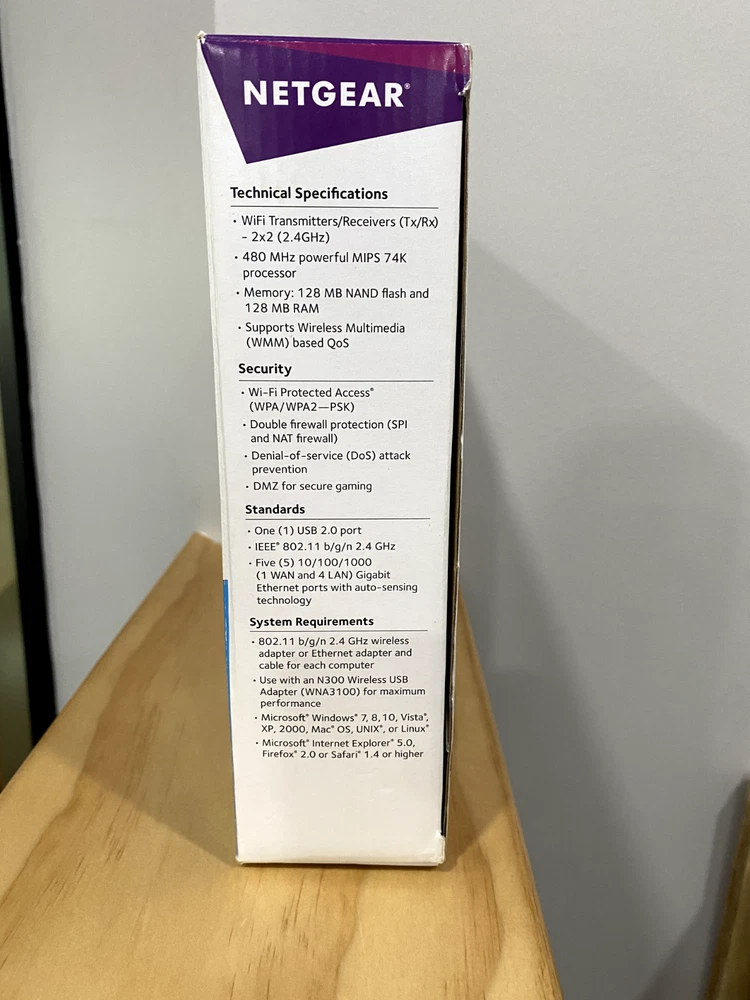 NETGEAR®
Technical Specifications
• WiFi Transmitters/Receivers (Tx/Rx)
- 2x2 (2.4GHz)
• 480 MHz powerful MIPS 74K
processor
• Memory: 128 MB NAND flash and
128 MB RAM
• Supports Wireless Multimedia
(WMM) based QoS
Security
• Wi-Fi Protected Access®
(WPA/WPA2—PSK)
• Double firewall protection (SPI
and NAT firewall)
• Denial-of-service (DoS) attack
prevention
• DMZ for secure gaming
Standards
• One (1) USB 2.0 port
• IEEE® 802.11 b/g/n 2.4 GHz
• Five (5) 10/100/1000
(1 WAN and 4 LAN) Gigabit
Ethernet ports with auto-sensing
technology
System Requirements
• 802.11 b/g/n 2.4 GHz wireless
adapter or Ethernet adapter and
cable for each computer
• Use with an N300 Wireless USB
Adapter (WNA3100) for maximum
performance
• Microsoft® Windows® 7, 8, 10, Vista®,
XP, 2000, Mac® OS, UNIX®, or Linux®
• Microsoft® Internet Explorer® 5.0,
Firefox® 2.0 or Safari® 1.4 or higher